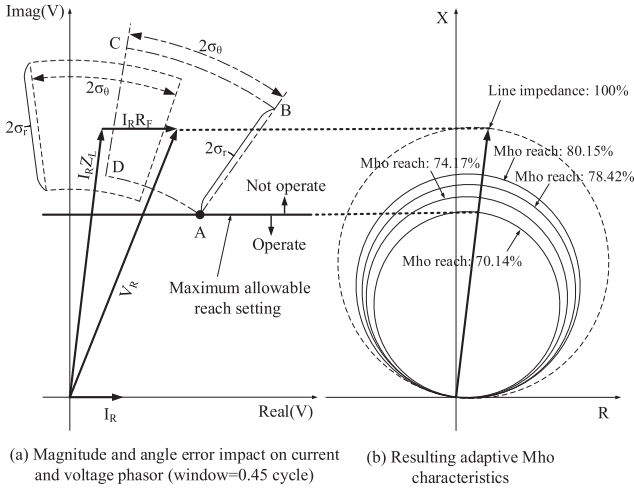 Imag(V)
C
2σθ
B
2σθ
2σr
IRRF
IRZL
D
2σr
VR
Not operate
A
Operate
Maximum allowable
reach setting
IR
Real(V)
X
Line impedance: 100%
Mho reach: 80.15%
Mho reach: 74.17%
Mho reach: 78.42%
Mho reach: 70.14%
R
(a) Magnitude and angle error impact on current
and voltage phasor (window=0.45 cycle)
(b) Resulting adaptive Mho
characteristics